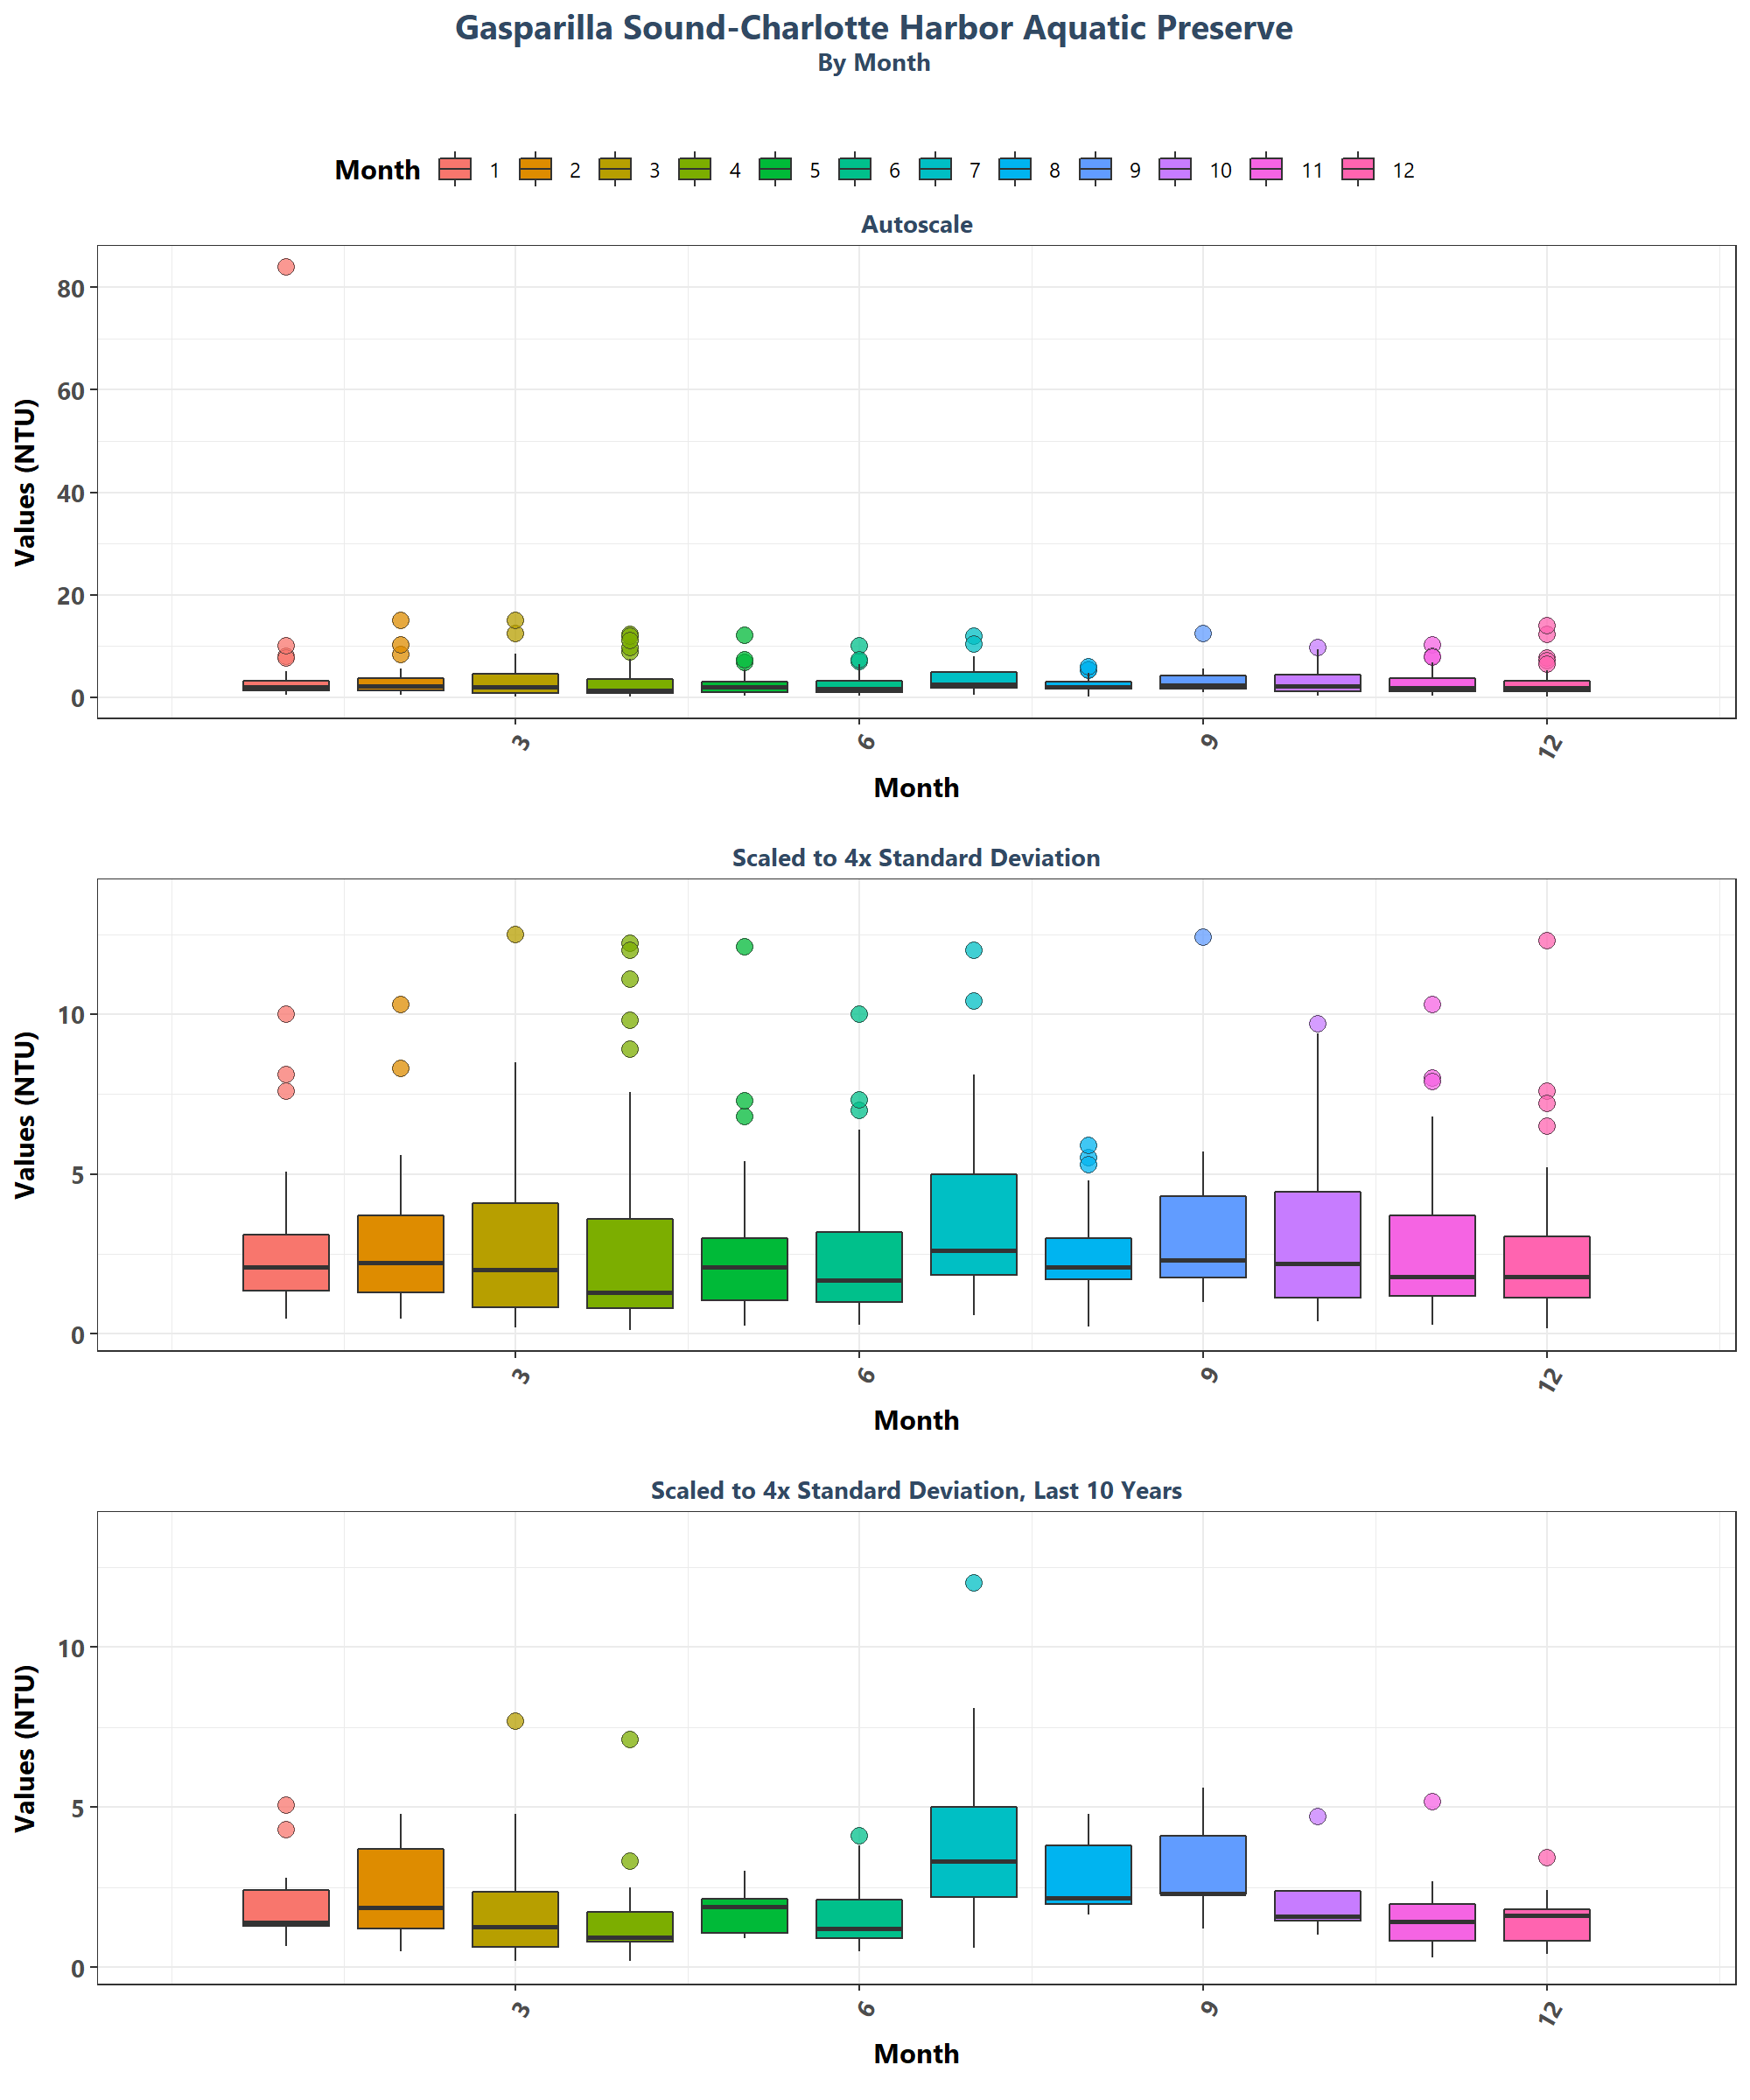 Gasparilla Sound-Charlotte Harbor Aquatic Preserve
By Month
Month 1 2 3 4 5 6 7 8 9 10 11 12
Autoscale
Values (NTU)
80
60
40
20
0
3 6 9 12
Month
Scaled to 4x Standard Deviation
Values (NTU)
10
5
0
3 6 9 12
Month
Scaled to 4x Standard Deviation, Last 10 Years
Values (NTU)
10
5
0
3 6 9 12
Month